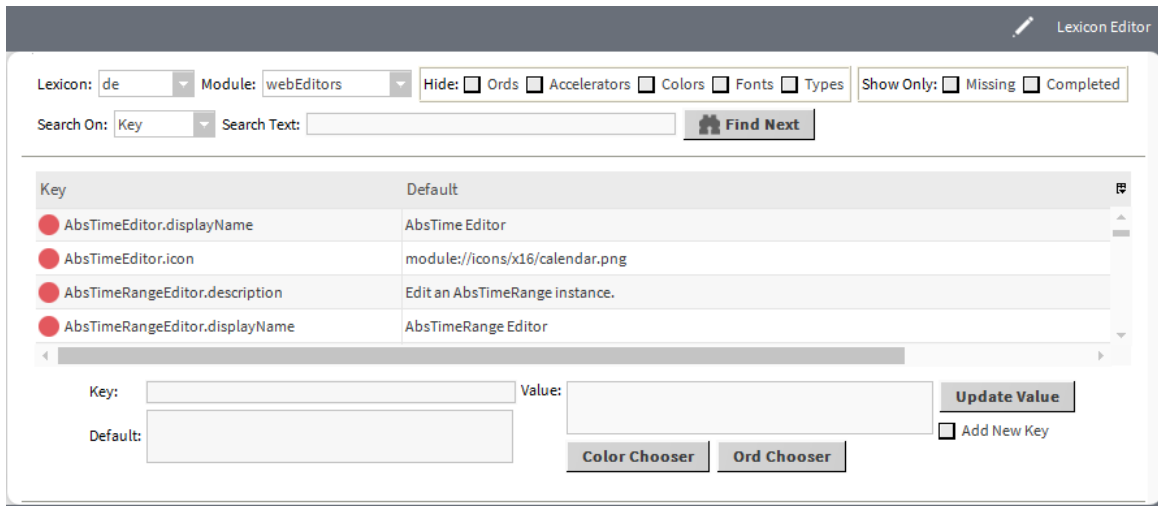 Lexicon Editor
Lexicon: de Module: webEditors Hide: Ords Accelerators Colors Fonts Types Show Only: Missing Completed
Search On: Key Search Text: Find Next
Key Default
AbsTimeEditor.displayName AbsTime Editor
AbsTimeEditor.icon module://icons/x16/calendar.png
AbsTimeRangeEditor.description Edit an AbsTimeRange instance.
AbsTimeRangeEditor.displayName AbsTimeRange Editor
Key: Value: Update Value
Default: Add New Key
Color Chooser Ord Chooser